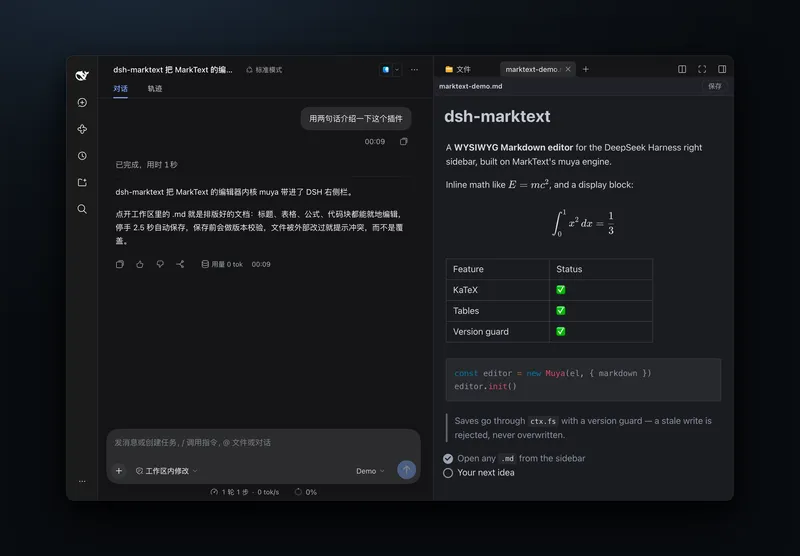 dsh-marktext 把 MarkText 的编...
标准模式
对话
轨迹
用两句话介绍一下这个插件
00:09
已完成，用时 1 秒
dsh-marktext 把 MarkText 的编辑器内核 muya 带进了 DSH 右侧栏。
点开工作区里的 .md 就是排版好的文档：标题、表格、公式，代码块都能就地编辑，
停手 2.5 秒自动保存，保存前会做版本校验，文件被外部改过就提示冲突，而不是覆
盖。
用量 0 tok
00:09
发消息或创建任务，/ 调用指令，@ 文件或对话
工作区内修改
Demo
1 轮 1 步 · 0 tok/s
0%
文件
marktext-demo.
marktext-demo.md
保存
dsh-marktext
A WYSIWYG Markdown editor for the DeepSeek Harness right
sidebar, built on MarkText's muya engine.
Inline math like E = mc², and a display block:
∫₀¹ x² dx = 1/3
Feature
Status
KaTeX
✅
Tables
✅
Version guard
✅
const editor = new Muya(el, { markdown })
editor.init()
Saves go through ctx.fs with a version guard — a stale write is
rejected, never overwritten.
Open any .md from the sidebar
Your next idea